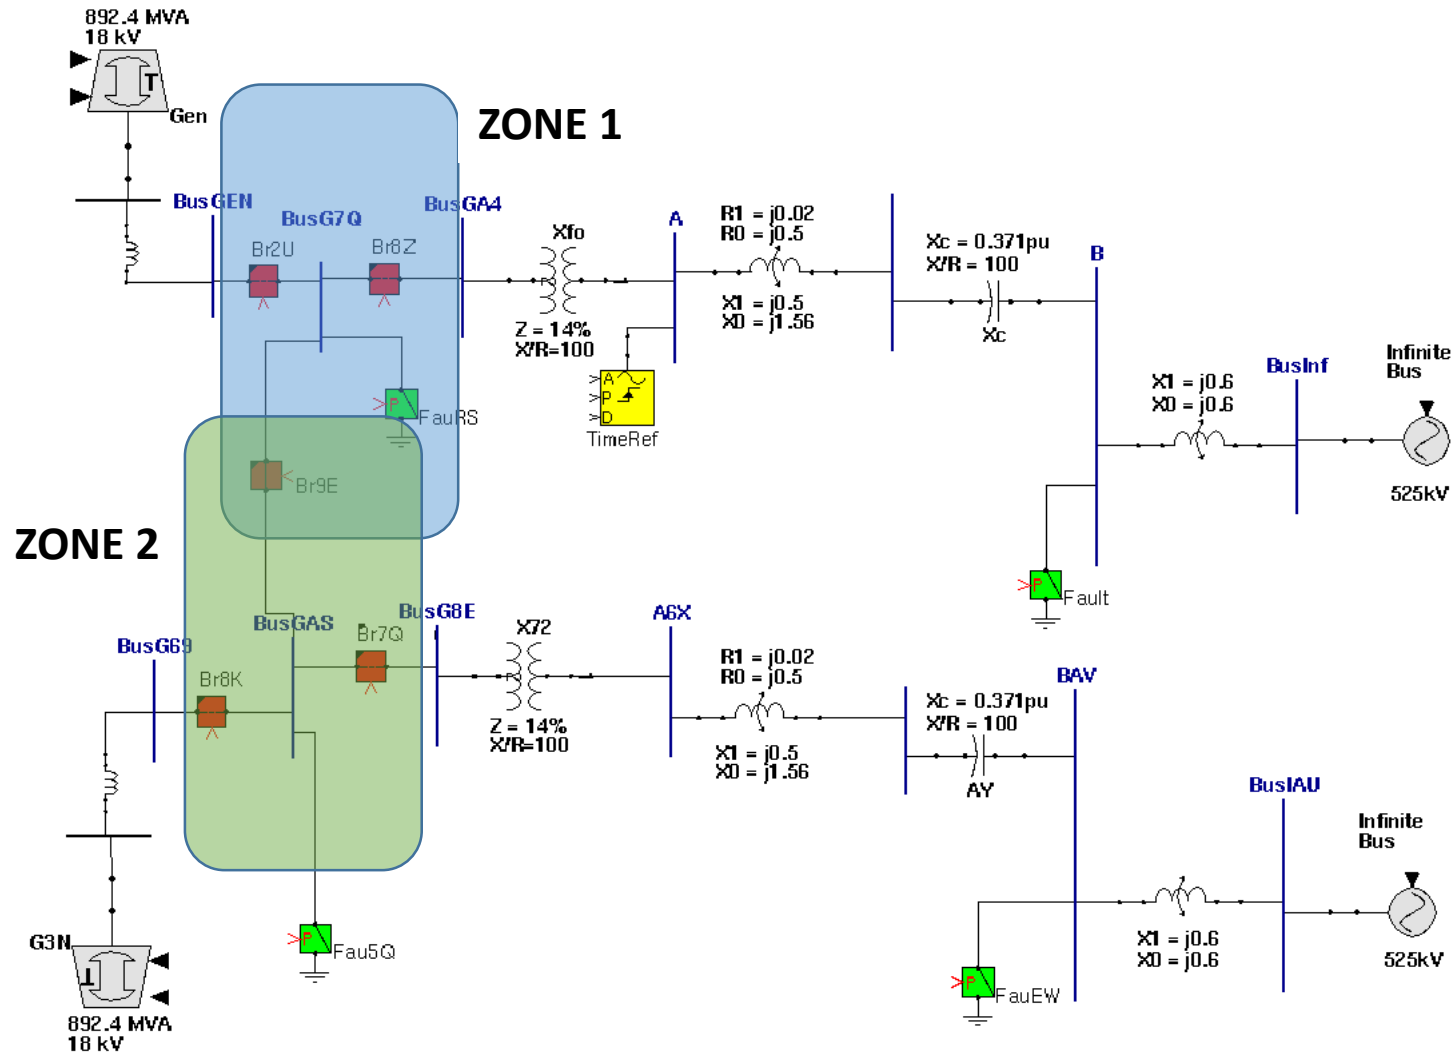 892.4 MVA
18 kV
T
Gen
ZONE 1
BusGEN
BusG7Q
BusGA4
Br2U
Br8Z
Xfo
Z = 14%
X/R=100
A
R1 = j0.02
R0 = j0.5
X1 = j0.5
X0 = j1.56
Xc = 0.371pu
X/R = 100
Xc
B
A
P
D
TimeRef
X1 = j0.6
X0 = j0.6
BusInf
Infinite
Bus
525kV
P
FauRS
Br9E
P
Fault
ZONE 2
BusG69
BusGAS
BusG8E
Br8K
Br7Q
X72
Z = 14%
X/R=100
A6X
R1 = j0.02
R0 = j0.5
X1 = j0.5
X0 = j1.56
Xc = 0.371pu
X/R = 100
AY
BAV
BusIAU
Infinite
Bus
X1 = j0.6
X0 = j0.6
525kV
P
Fau5Q
P
FauEW
G3N
T
892.4 MVA
18 kV